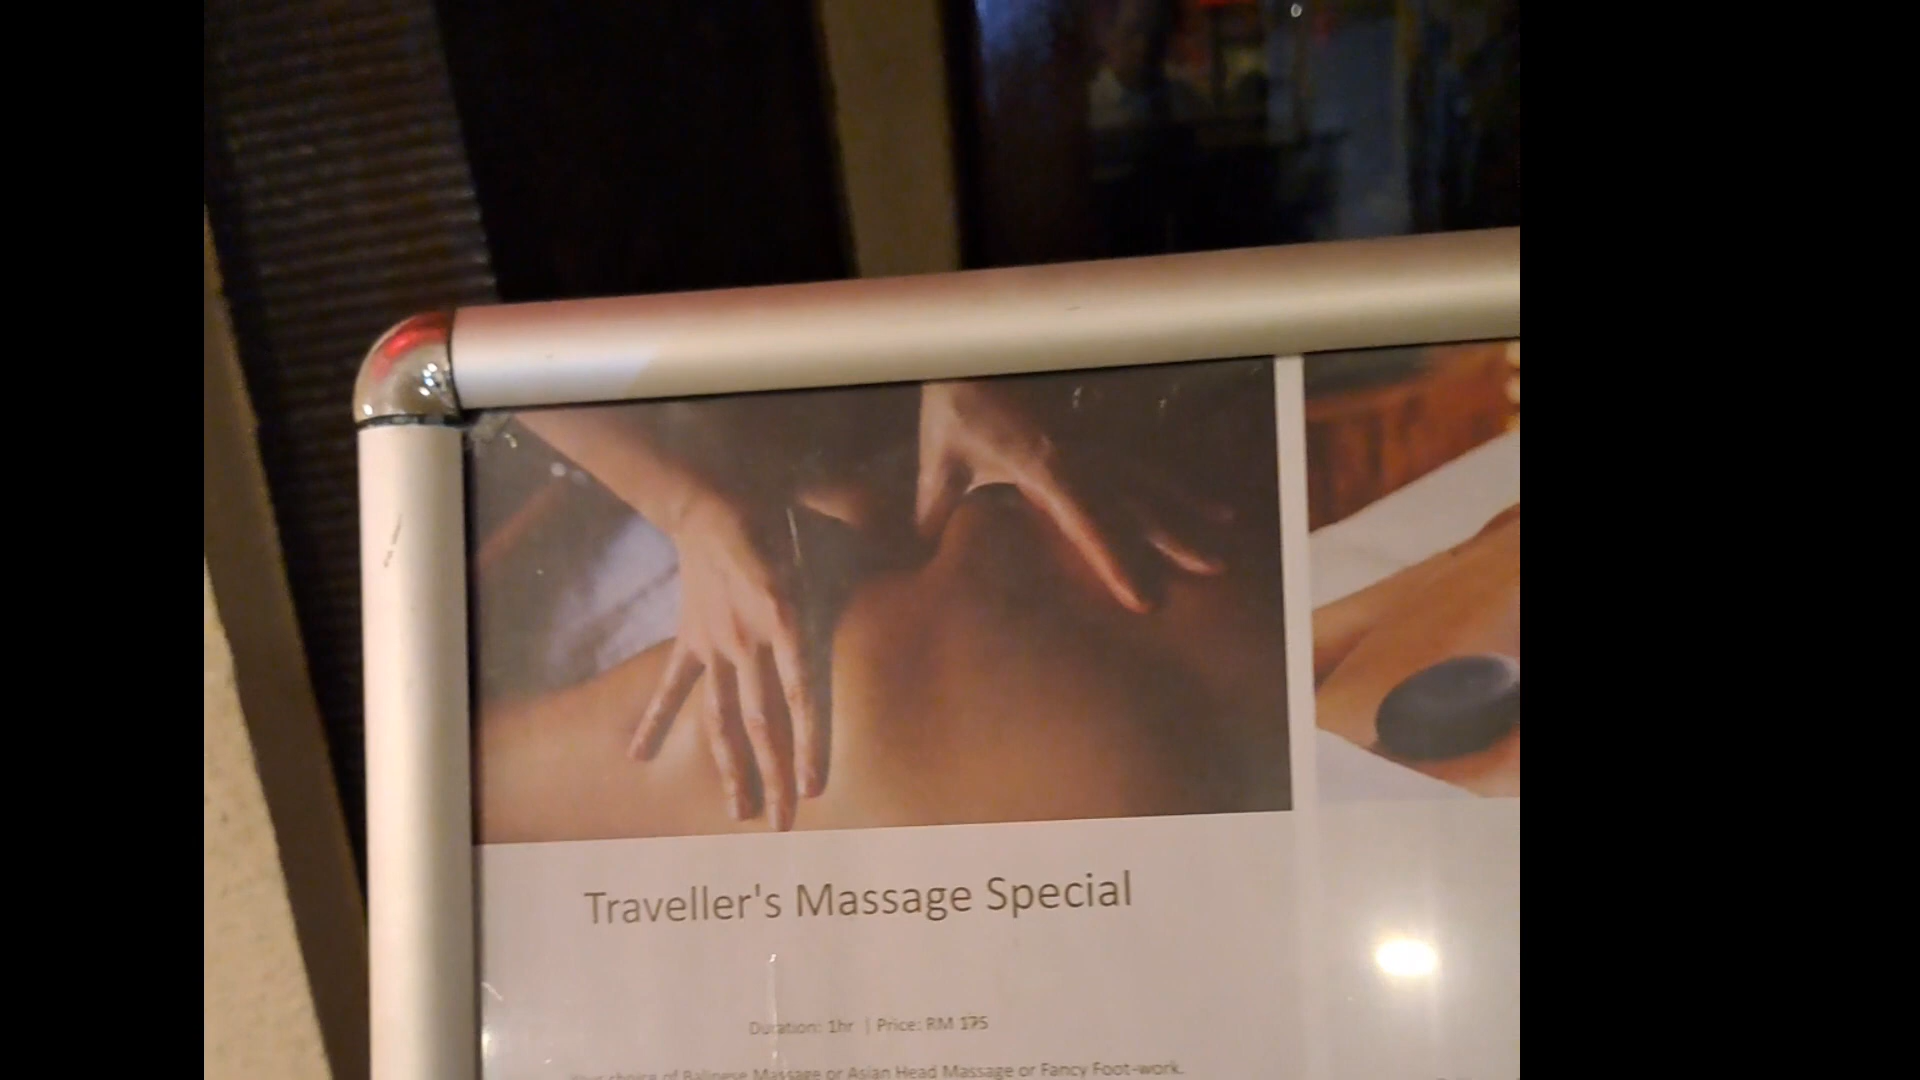 Traveller's Massage Special
Duration: 1hr | Price: RM 175
Your choice of Balinese Massage or Asian Head Massage or Fancy Foot-work.